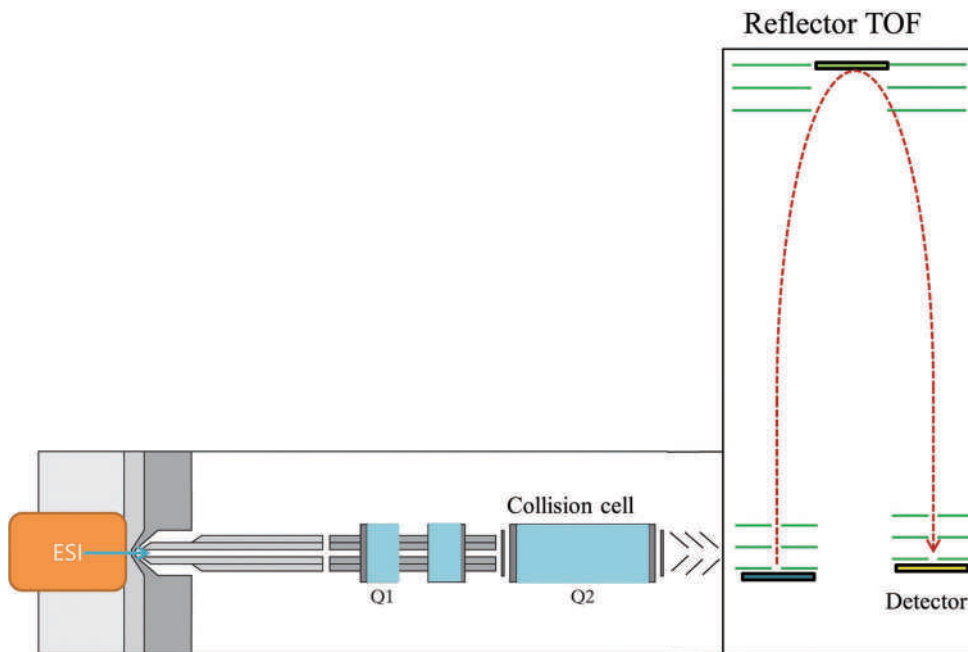 Reflector TOF
Collision cell
ESI
Q1
Q2
Detector